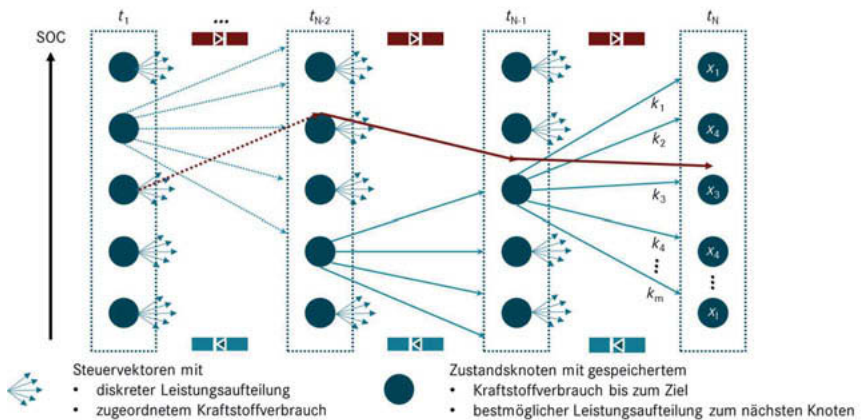 t1 ... tN-2 tN-1 tN
SOC
x1
k1
k2
x4
k3
x3
k4
x4
...
...
km
xl
Steuervektoren mit
• diskreter Leistungsaufteilung
• zugeordnetem Kraftstoffverbrauch
Zustandsknoten mit gespeichertem
• Kraftstoffverbrauch bis zum Ziel
• bestmöglicher Leistungsaufteilung zum nächsten Knoten